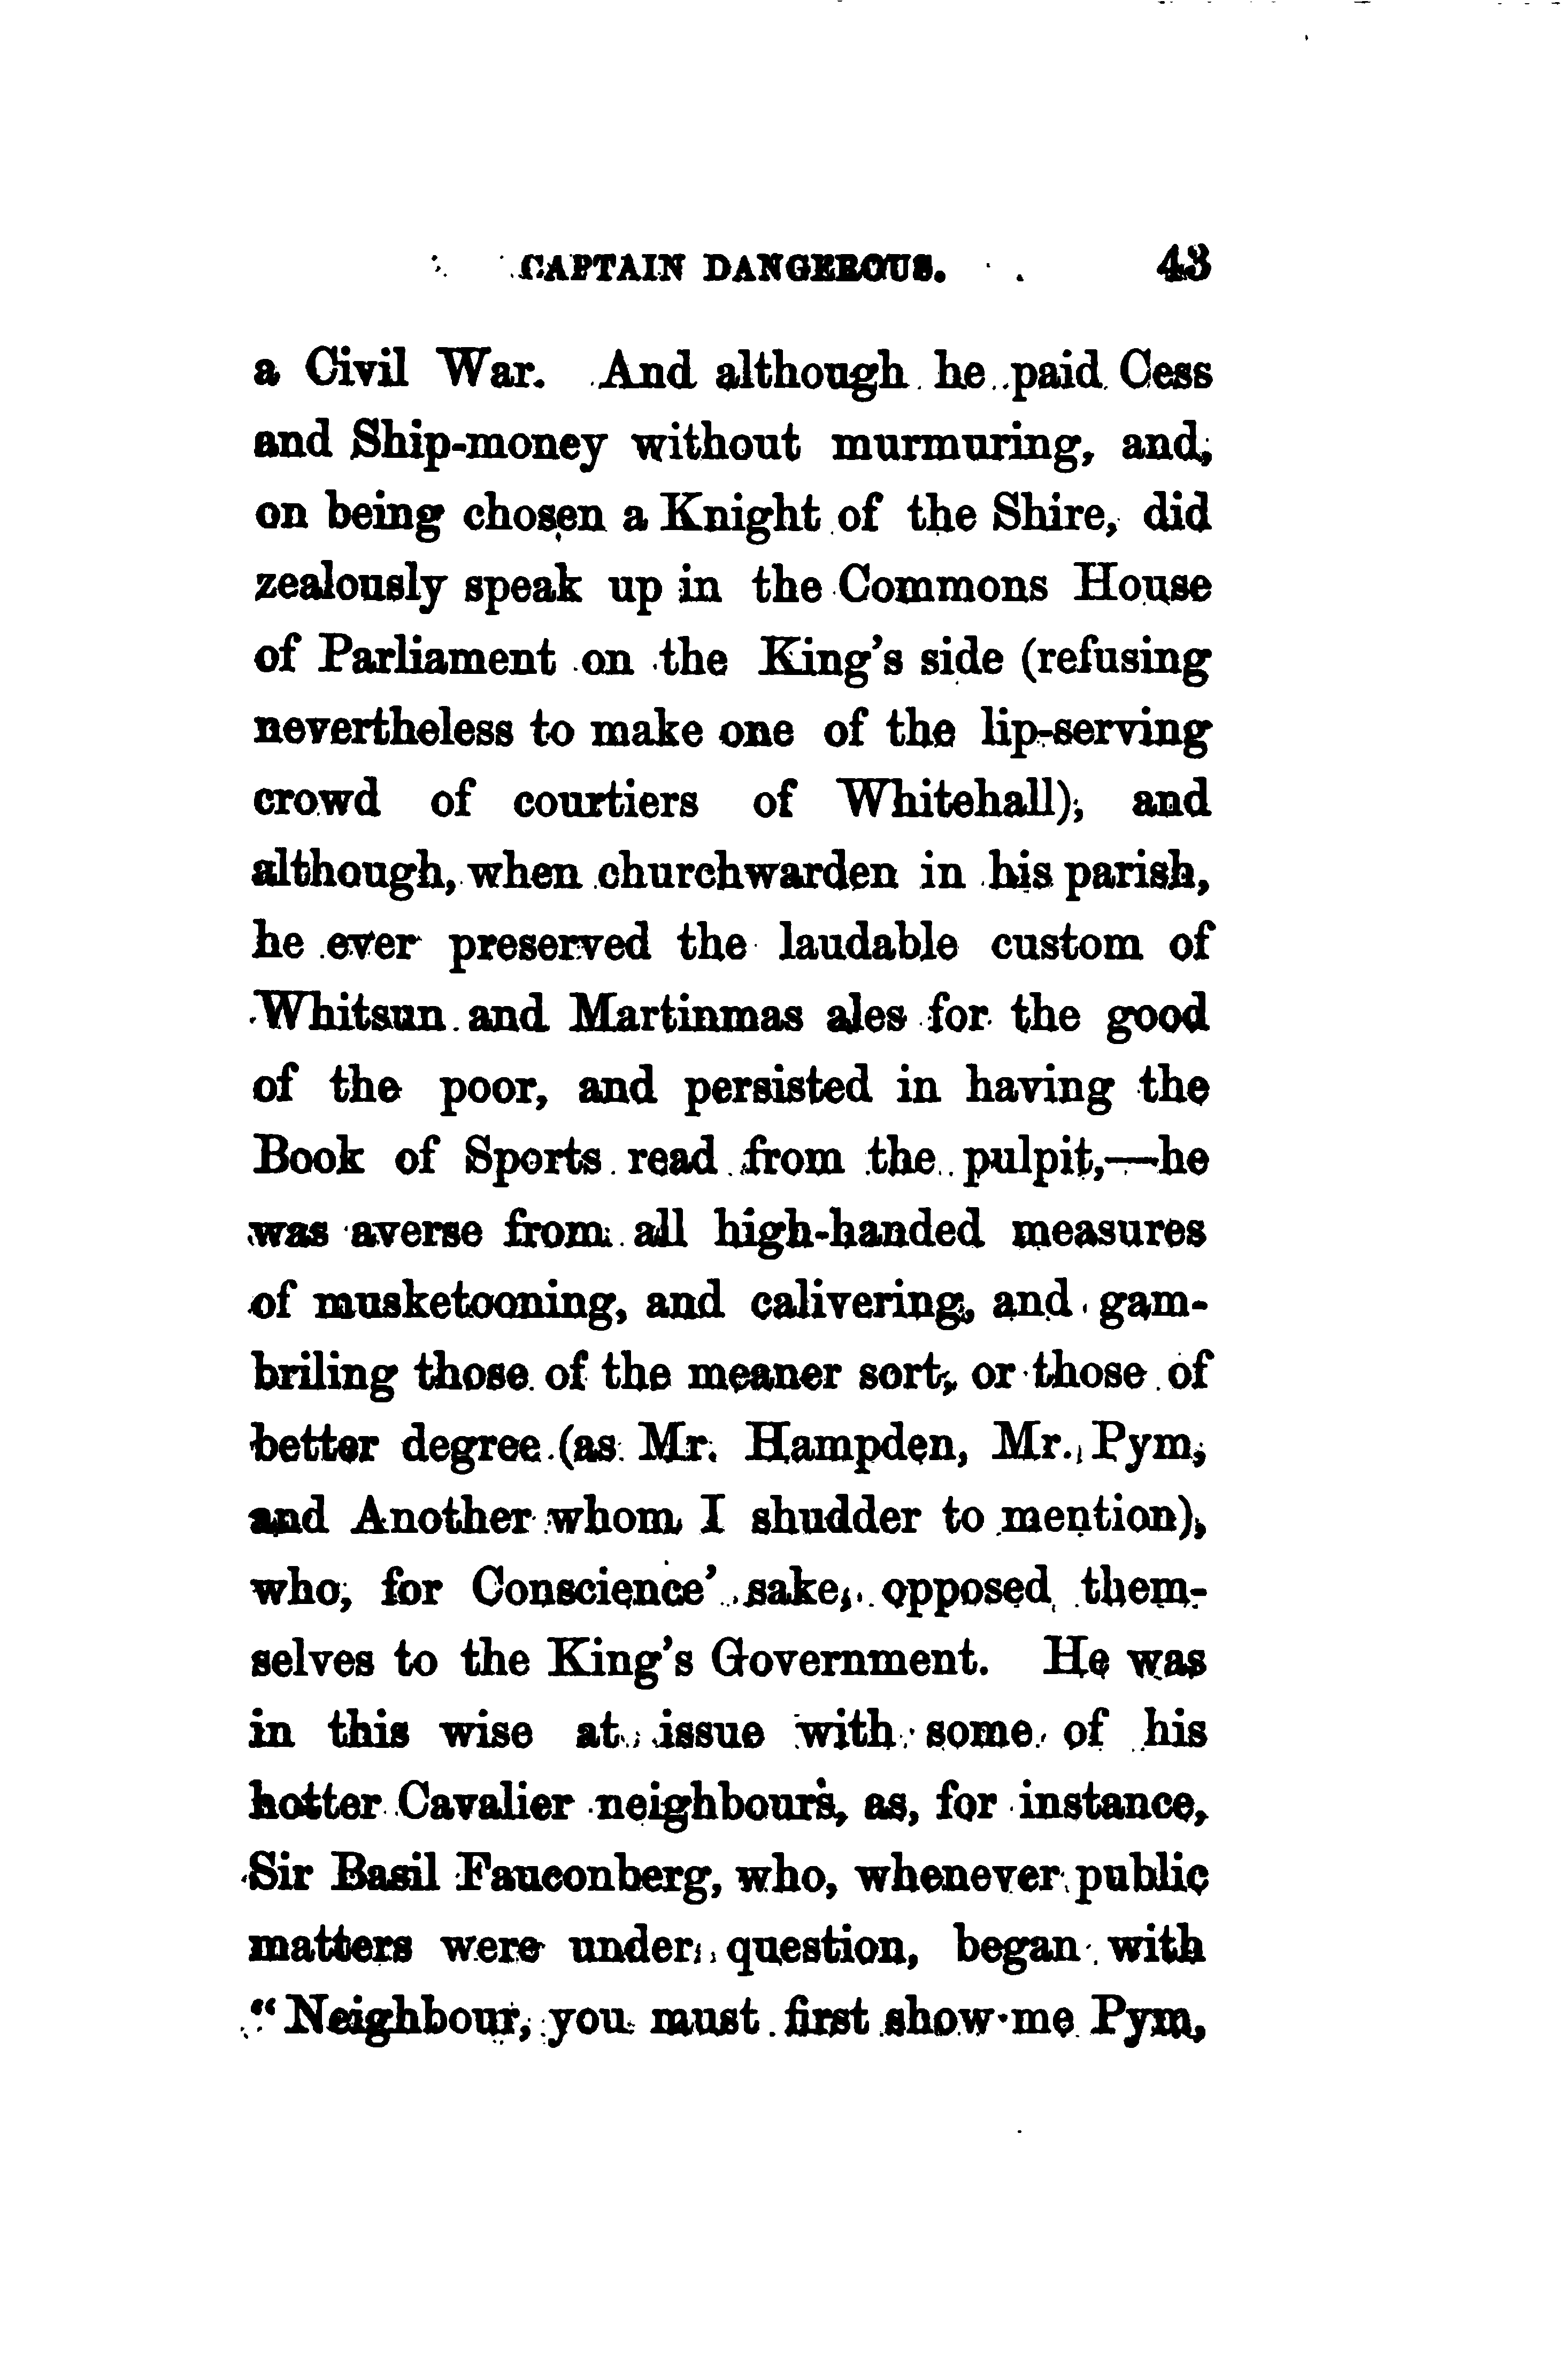 CAPTAIN DANGEROUS. 43
a Civil War. And although he paid Cess
and Ship-money without murmuring, and,
on being chosen a Knight of the Shire, did
zealously speak up in the Commons House
of Parliament on the King's side (refusing
nevertheless to make one of the lip-serving
crowd of courtiers of Whitehall); and
although, when churchwarden in his parish,
he ever preserved the laudable custom of
Whitsun and Martinmas ales for the good
of the poor, and persisted in having the
Book of Sports read from the pulpit,—he
was averse from all high-handed measures
of musketooning, and calivering, and gam-
briling those of the meaner sort, or those of
better degree (as Mr. Hampden, Mr. Pym,
and Another whom I shudder to mention),
who, for Conscience' sake, opposed them-
selves to the King's Government. He was
in this wise at issue with some of his
hotter Cavalier neighbours, as, for instance,
Sir Basil Fauconberg, who, whenever public
matters were under question, began with
"Neighbour, you must first show me Pym,